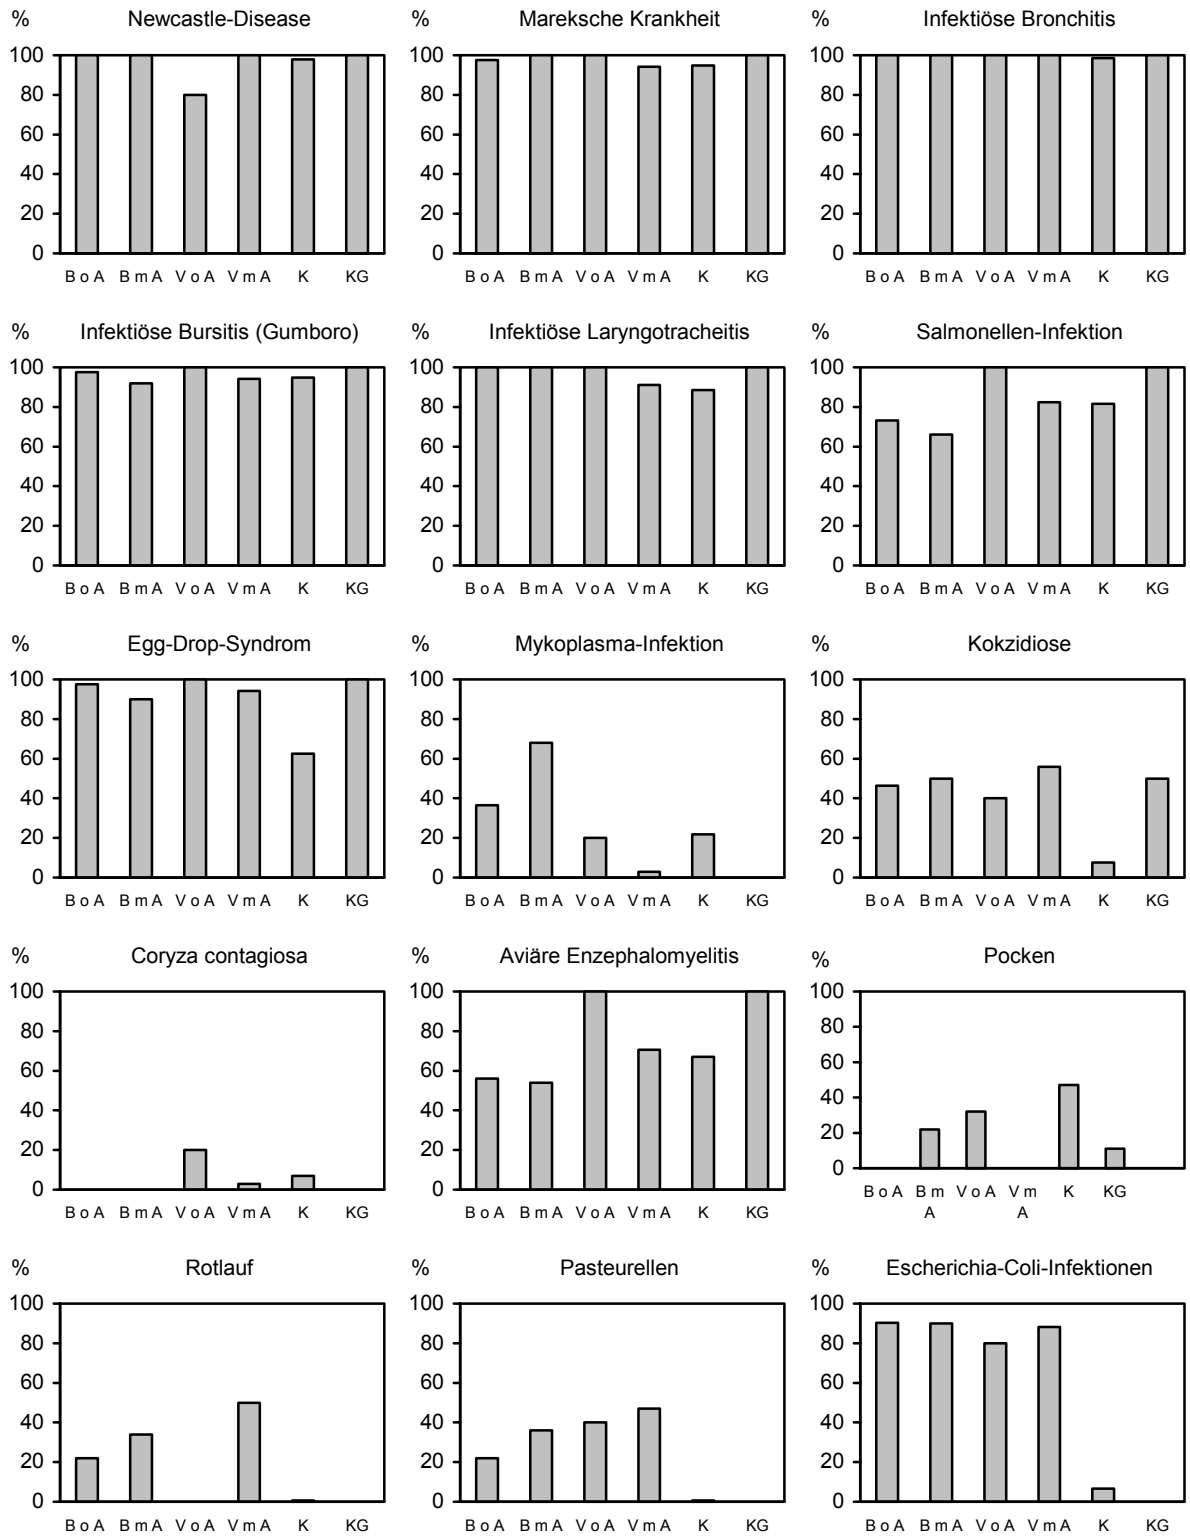 % Newcastle-Disease
100
80
60
40
20
0
B o A B m A V o A V m A K KG
% Mareksche Krankheit
100
80
60
40
20
0
B o A B m A V o A V m A K KG
% Infektiöse Bronchitis
100
80
60
40
20
0
B o A B m A V o A V m A K KG
% Infektiöse Bursitis (Gumboro)
100
80
60
40
20
0
B o A B m A V o A V m A K KG
% Infektiöse Laryngotracheitis
100
80
60
40
20
0
B o A B m A V o A V m A K KG
% Salmonellen-Infektion
100
80
60
40
20
0
B o A B m A V o A V m A K KG
% Egg-Drop-Syndrom
100
80
60
40
20
0
B o A B m A V o A V m A K KG
% Mykoplasma-Infektion
100
80
60
40
20
0
B o A B m A V o A V m A K KG
% Kokzidiose
100
80
60
40
20
0
B o A B m A V o A V m A K KG
% Coryza contagiosa
100
80
60
40
20
0
B o A B m A V o A V m A K KG
% Aviäre Enzephalomyelitis
100
80
60
40
20
0
B o A B m A V o A V m A K KG
% Pocken
100
80
60
40
20
0
B o A B m V o A V m K KG
A A
% Rotlauf
100
80
60
40
20
0
B o A B m A V o A V m A K KG
% Pasteurellen
100
80
60
40
20
0
B o A B m A V o A V m A K KG
% Escherichia-Coli-Infektionen
100
80
60
40
20
0
B o A B m A V o A V m A K KG